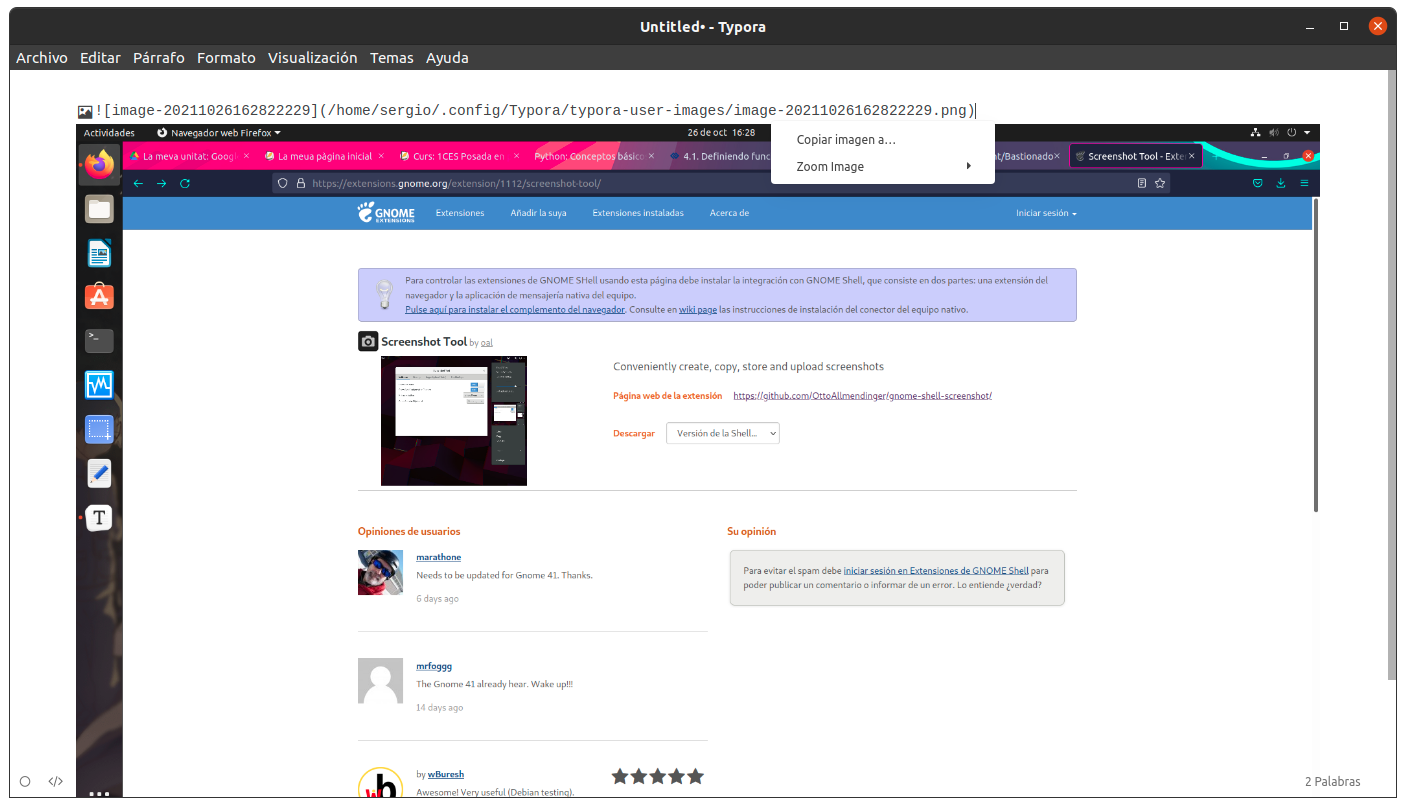 Untitled• - Typora
Archivo Editar Párrafo Formato Visualización Temas Ayuda
![image-20211026162822229](/home/sergio/.config/Typora/typora-user-images/image-20211026162822229.png)
Actividades Navegador web Firefox 26 de oct 16:28
Copiar imagen a…
Zoom Image
La meva unitat: Goog La meva pàgina inicial Curs: 1CES Posada en Python: Conceptos básico 4.1. Definiendo func nt/Bastionado Screenshot Tool - Exte
https://extensions.gnome.org/extension/1112/screenshot-tool/
GNOME EXTENSIONS Extensiones Añadir la suya Extensiones instaladas Acerca de Iniciar sesión
Para controlar las extensiones de GNOME SHell usando esta página debe instalar la integración con GNOME Shell, que consiste en dos partes: una extensión del
navegador y la aplicación de mensajería nativa del equipo.
Pulse aquí para instalar el complemento del navegador. Consulte en wiki page las instrucciones de instalación del conector del equipo nativo.
Screenshot Tool by oal
Conveniently create, copy, store and upload screenshots
Página web de la extensión https://github.com/OttoAllmendinger/gnome-shell-screenshot/
Descargar Versión de la Shell...
Opiniones de usuarios
marathone
Needs to be updated for Gnome 41. Thanks.
6 days ago
mrfoggg
The Gnome 41 already hear. Wake up!!!
14 days ago
by wBuresh
Awesome! Very useful (Debian testing).
Su opinión
Para evitar el spam debe iniciar sesión en Extensiones de GNOME Shell para
poder publicar un comentario o informar de un error. Lo entiende ¿verdad?
2 Palabras